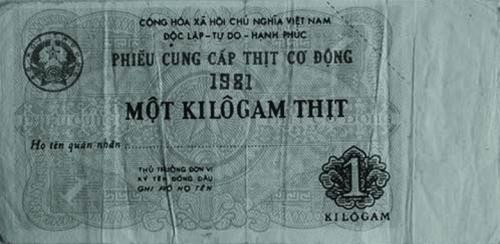 CỘNG HÒA XÃ HỘI CHỦ NGHĨA VIỆT NAM
ĐỘC LẬP - TỰ DO - HẠNH PHÚC
PHIẾU CUNG CẤP THỊT CƠ ĐỘNG
1981
MỘT KILÔGAM THỊT
Họ tên quân nhân
THỦ TRƯỞNG ĐƠN VỊ
KÝ TÊN ĐÓNG DẤU
GHI RÕ HỌ TÊN
1
KILÔGAM